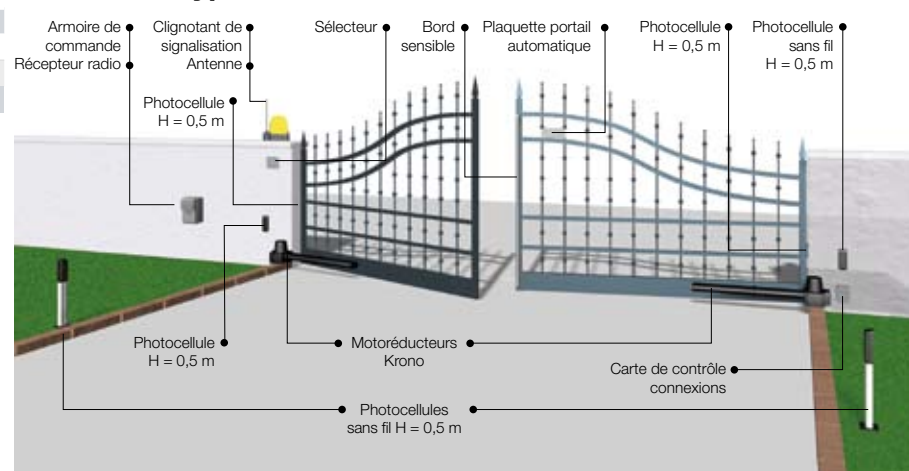 Armoire de
commande
Récepteur radio
Clignotant de
signalisation
Antenne
Sélecteur
Bord
sensible
Plaquette portail
automatique
Photocellule
H = 0,5 m
Photocellule
sans fil
H = 0,5 m
Photocellule
H = 0,5 m
Photocellule
H = 0,5 m
Motoréducteurs
Krono
Carte de contrôle
connexions
Photocellules
sans fil H = 0,5 m